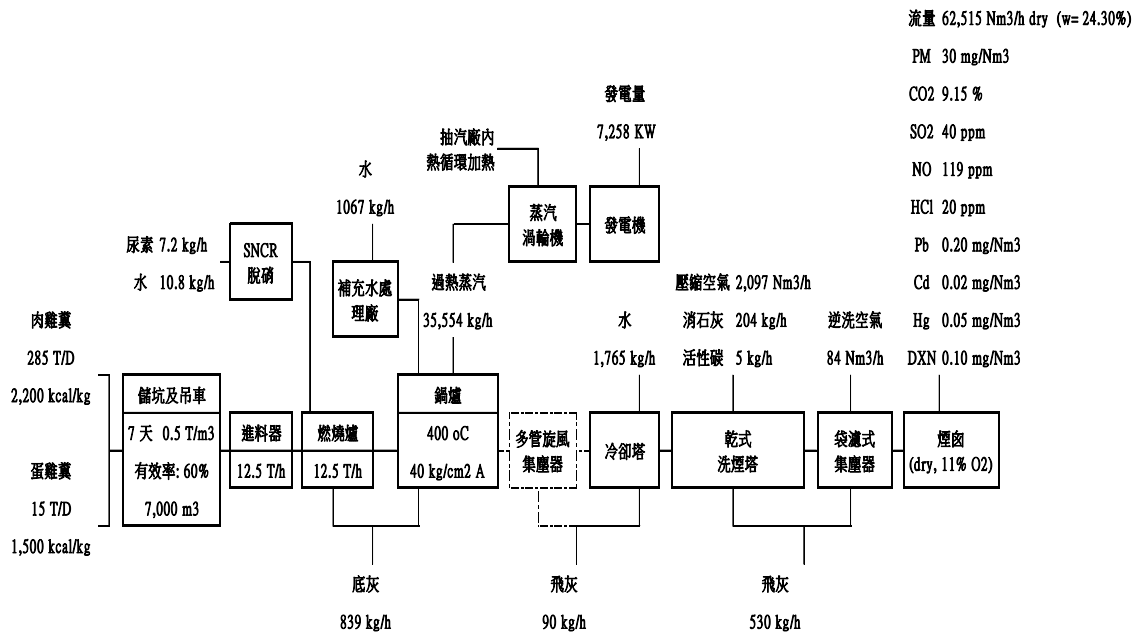 流量 62,515 Nm3/h dry (w= 24.30%)
PM 30 mg/Nm3
CO2 9.15 %
SO2 40 ppm
NO 119 ppm
HCl 20 ppm
Pb 0.20 mg/Nm3
Cd 0.02 mg/Nm3
Hg 0.05 mg/Nm3
DXN 0.10 mg/Nm3
發電量
7,258 KW
抽汽廠內
熱循環加熱
水
1067 kg/h
蒸汽
渦輪機
發電機
尿素 7.2 kg/h
水 10.8 kg/h
SNCR
脫硝
補充水處
理廠
過熱蒸汽
35,554 kg/h
水
1,765 kg/h
壓縮空氣 2,097 Nm3/h
消石灰 204 kg/h
活性碳 5 kg/h
逆洗空氣
84 Nm3/h
肉雞糞
285 T/D
2,200 kcal/kg
蛋雞糞
15 T/D
1,500 kcal/kg
儲坑及吊車
7 天 0.5 T/m3
有效率: 60%
7,000 m3
進料器
12.5 T/h
燃燒爐
12.5 T/h
鍋爐
400 oC
40 kg/cm2 A
多管旋風
集塵器
冷卻塔
乾式
洗煙塔
袋濾式
集塵器
煙囪
(dry, 11% O2)
底灰
839 kg/h
飛灰
90 kg/h
飛灰
530 kg/h